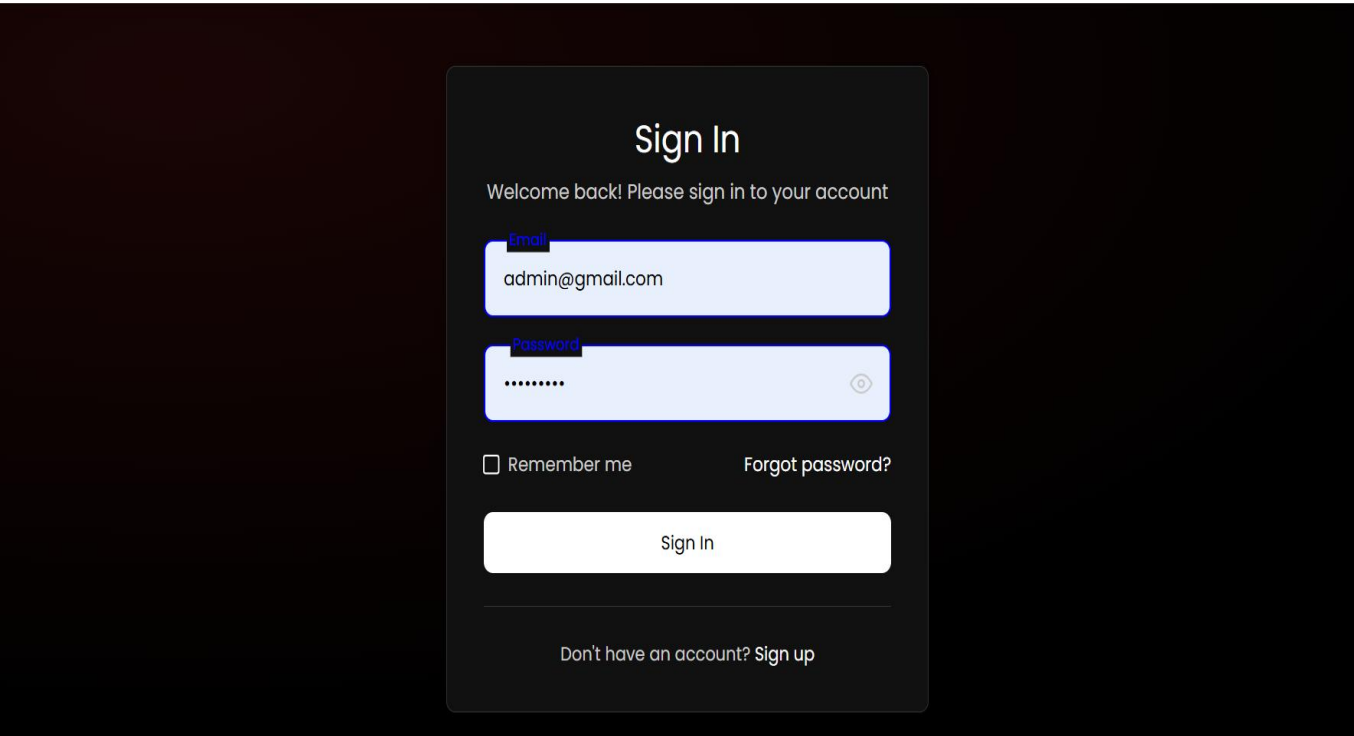 Sign In
Welcome back! Please sign in to your account
Email
admin@gmail.com
Password
•••••••••
Remember me Forgot password?
Sign In
Don't have an account? Sign up